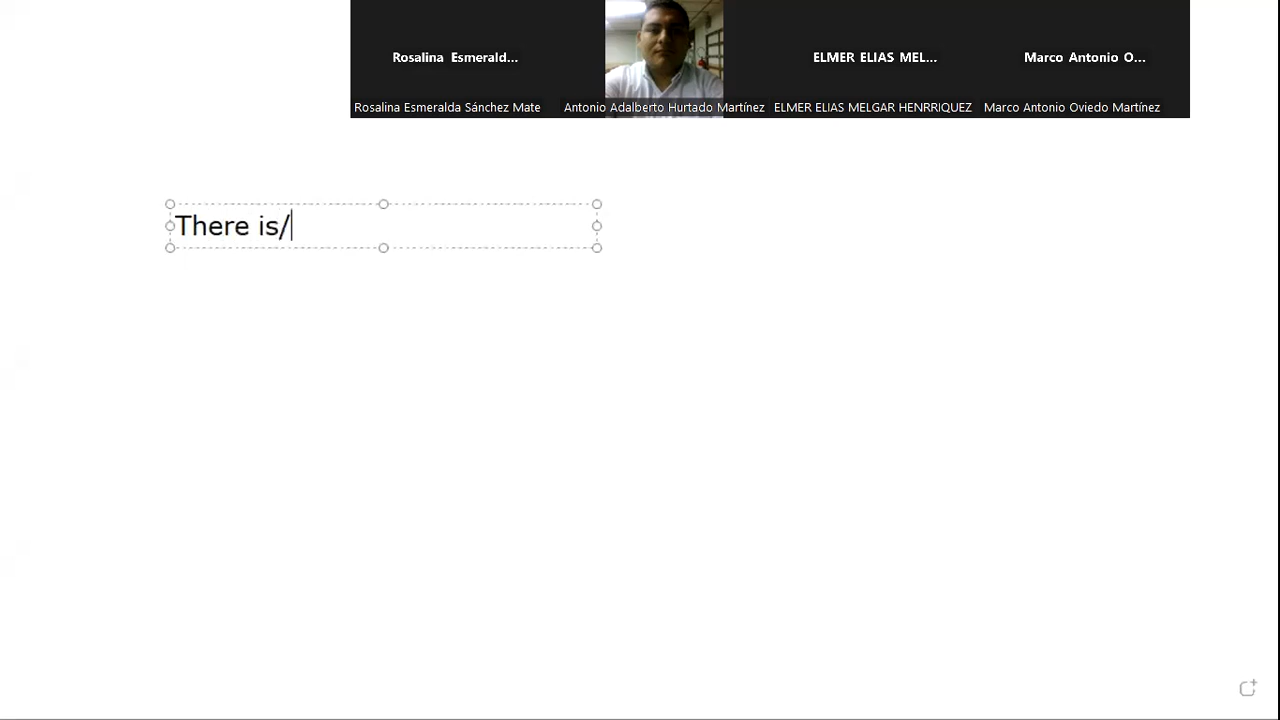 Rosalina Esmerald...
ELMER ELIAS MEL...
Marco Antonio O...
Rosalina Esmeralda Sánchez Mate
Antonio Adalberto Hurtado Martínez
ELMER ELIAS MELGAR HENRRIQUEZ
Marco Antonio Oviedo Martínez
There is/